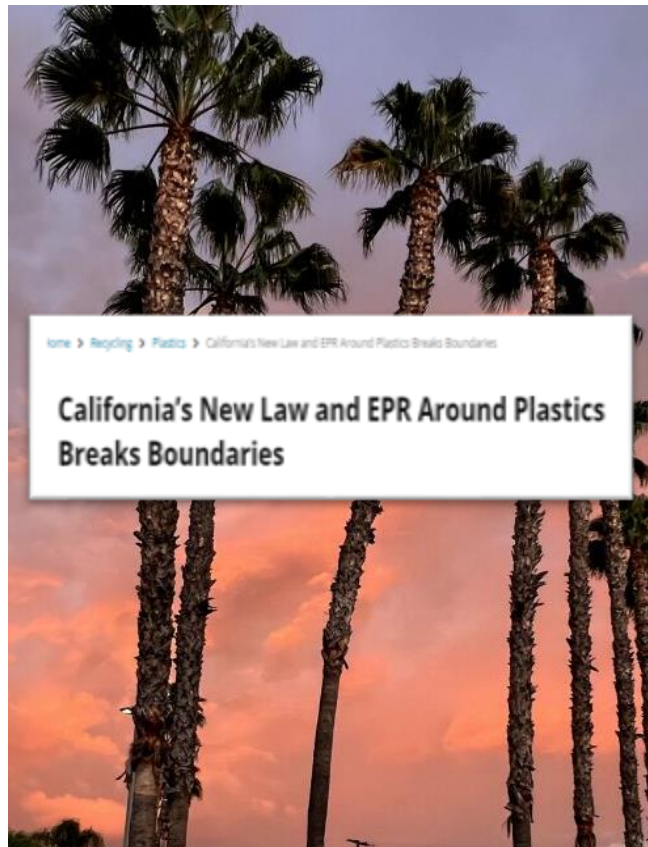 ome > Recycling > Plastics > California's New Law and EPR Around Plastics Breaks Boundaries
California's New Law and EPR Around Plastics
Breaks Boundaries